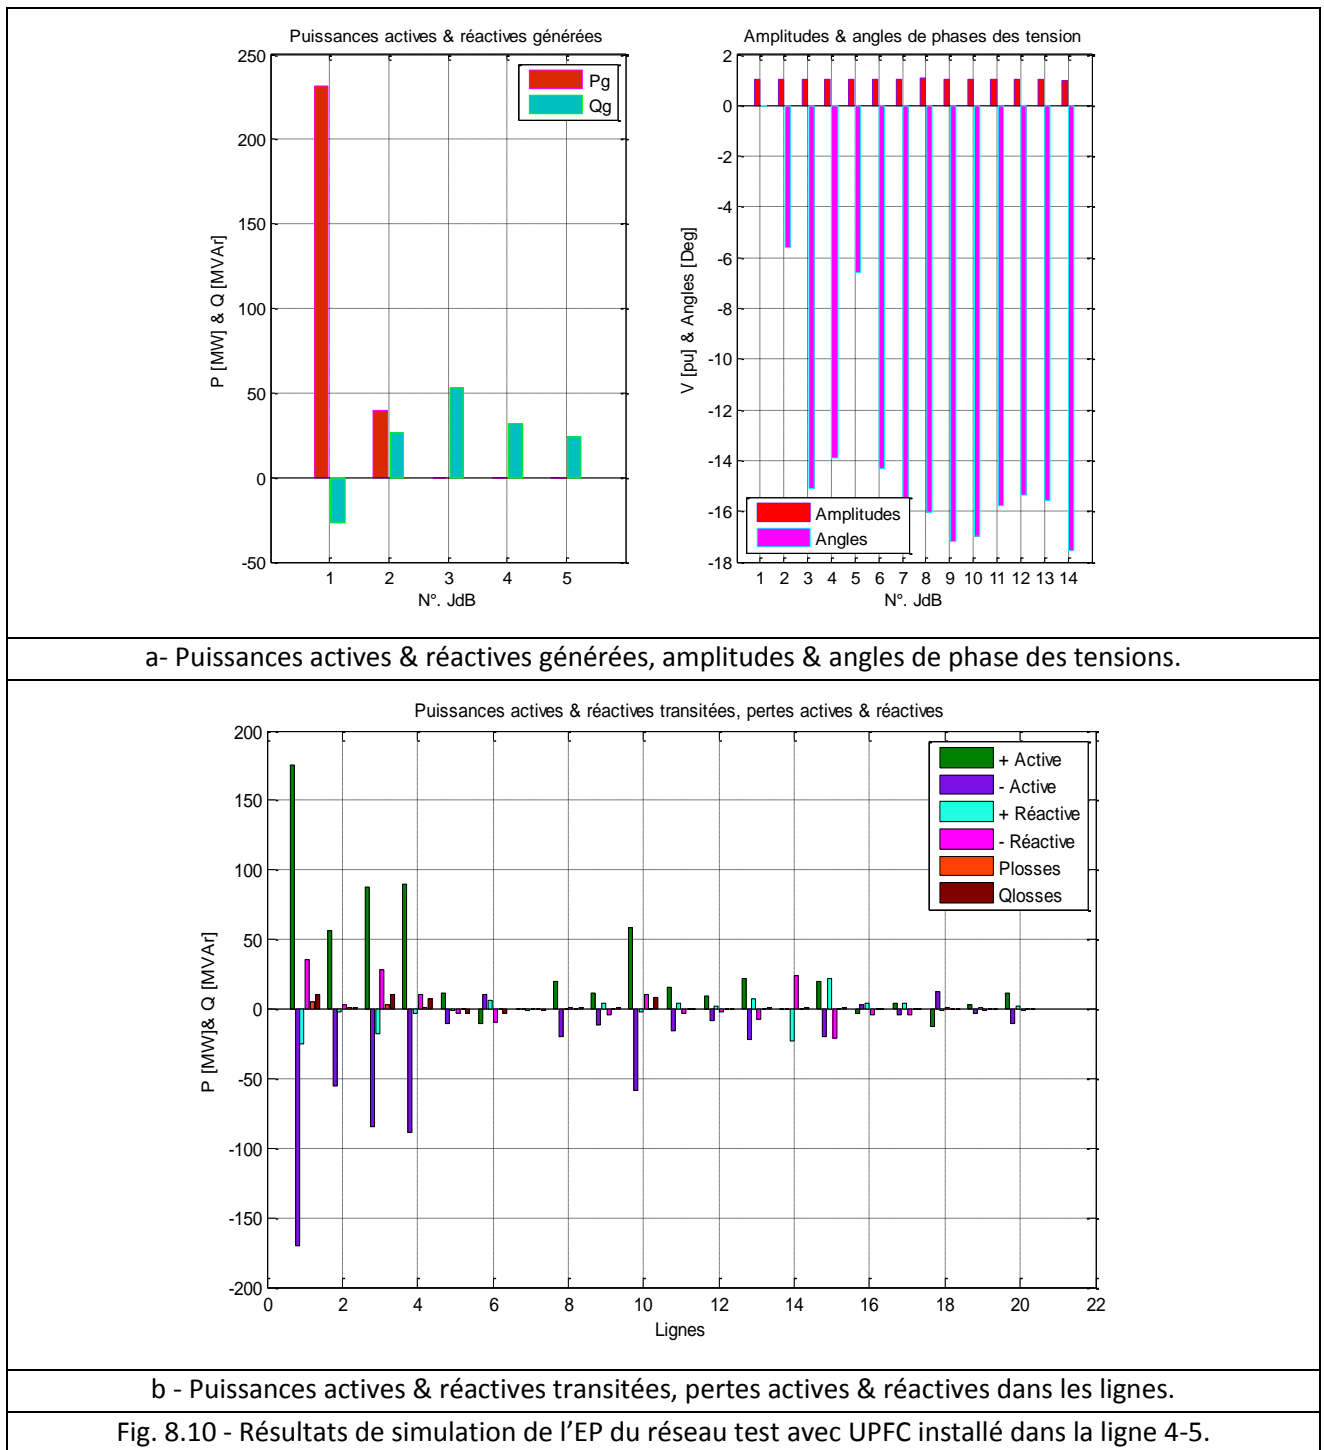 Puissances actives & réactives générées
250
200
150
100
50
0
-50
P [MW] & Q [MVAr]
Pg
Qg
1 2 3 4 5
N°. JdB
Amplitudes & angles de phases des tension
2
0
-2
-4
-6
-8
-10
-12
-14
-16
-18
V [pu] & Angles [Deg]
Amplitudes
Angles
1 2 3 4 5 6 7 8 9 10 11 12 13 14
N°. JdB
a- Puissances actives & réactives générées, amplitudes & angles de phase des tensions.
Puissances actives & réactives transitées, pertes actives & réactives
200
150
100
50
0
-50
-100
-150
-200
P [MW]& Q [MVAr]
+ Active
- Active
+ Réactive
- Réactive
Plosses
Qlosses
0 2 4 6 8 10 12 14 16 18 20 22
Lignes
b - Puissances actives & réactives transitées, pertes actives & réactives dans les lignes.
Fig. 8.10 - Résultats de simulation de l’EP du réseau test avec UPFC installé dans la ligne 4-5.